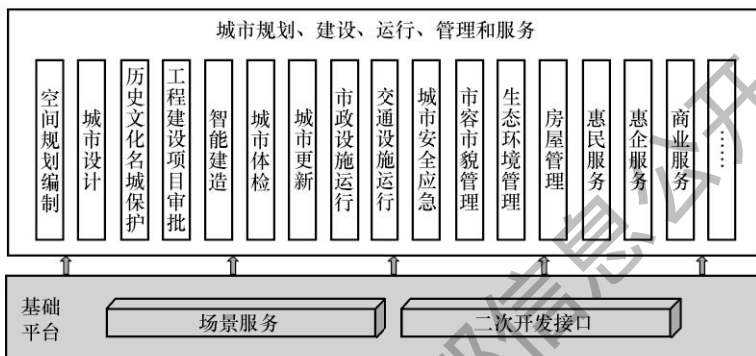 城市规划、建设、运行、管理和服务
空间规划编制
城市设计
历史文化名城保护
工程建设项目审批
智能建造
城市体检
城市更新
市政设施运行
交通设施运行
城市安全应急
市容市貌管理
生态环境管理
房屋管理
惠民服务
惠企服务
商业服务
……
基础
平台
场景服务
二次开发接口
部信息公开